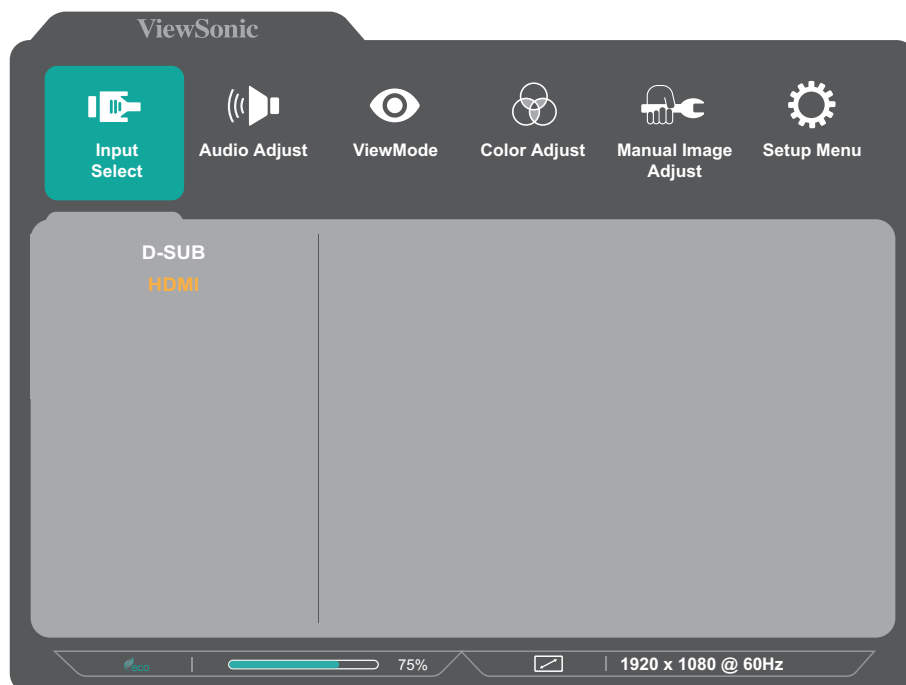 ViewSonic
Input
Select
Audio Adjust
ViewMode
Color Adjust
Manual Image
Adjust
Setup Menu
D-SUB
HDMI
eco
75%
1920 x 1080 @ 60Hz